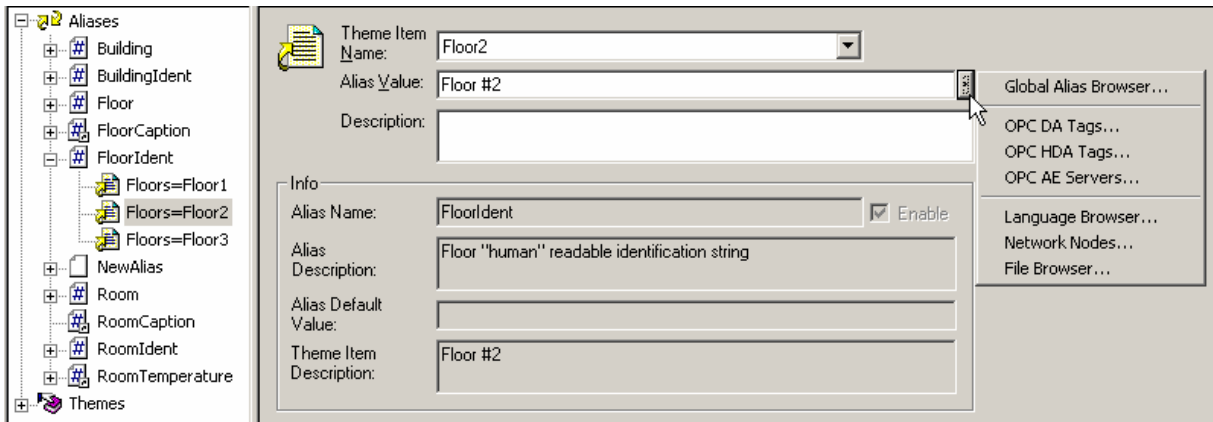 Aliases
Building
BuildingIdent
Floor
FloorCaption
FloorIdent
Floors=Floor1
Floors=Floor2
Floors=Floor3
NewAlias
Room
RoomCaption
RoomIdent
RoomTemperature
Themes
Theme Item
Name:
Floor2
Alias Value:
Floor #2
Description:
Info
Alias Name:
FloorIdent
Enable
Alias
Description:
Floor "human" readable identification string
Alias Default
Value:
Theme Item
Description:
Floor #2
Global Alias Browser...
OPC DA Tags...
OPC HDA Tags...
OPC AE Servers...
Language Browser...
Network Nodes...
File Browser...